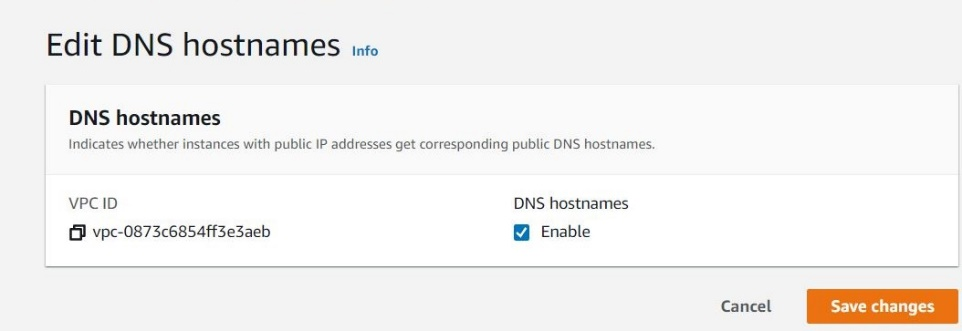 Edit DNS hostnames Info
DNS hostnames
Indicates whether instances with public IP addresses get corresponding public DNS hostnames.
VPC ID
DNS hostnames
vpc-0873c6854ff3e3aeb
Enable
Cancel
Save changes